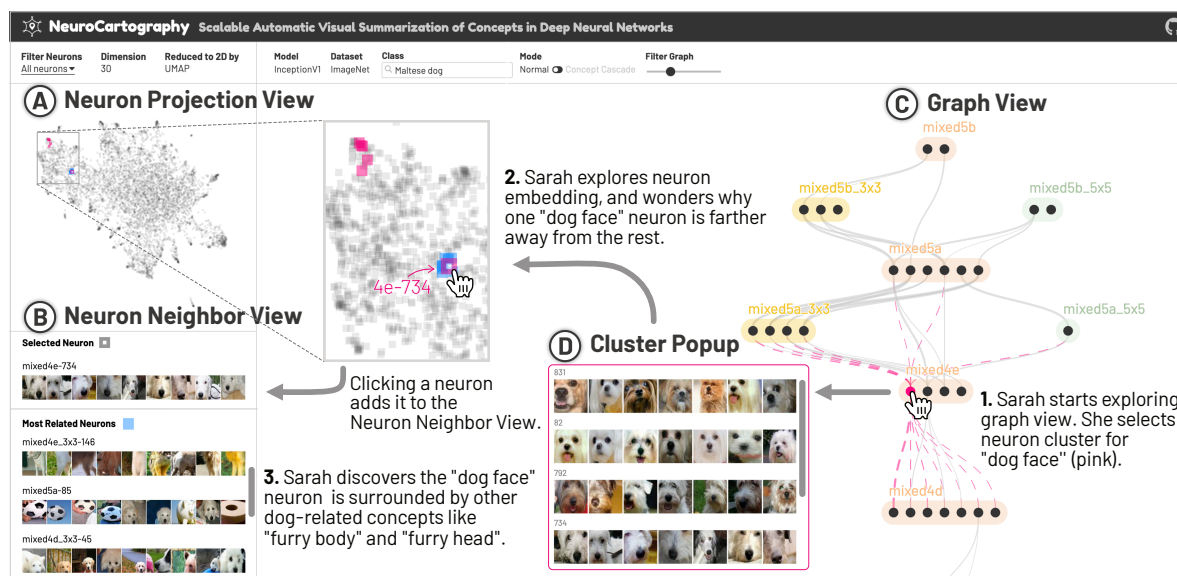 NeuroCartography Scalable Automatic Visual Summarization of Concepts in Deep Neural Networks
Filter Neurons
All neurons
Dimension
30
Reduced to 2D by
UMAP
Model
InceptionV1
Dataset
ImageNet
Class
Maltese dog
Mode
Normal Concept Cascade
Filter Graph
A Neuron Projection View
4e-734
2. Sarah explores neuron
embedding, and wonders why
one "dog face" neuron is farther
away from the rest.
B Neuron Neighbor View
Selected Neuron
mixed4e-734
Most Related Neurons
mixed4e_3x3-146
mixed5a-85
mixed4d_3x3-45
Clicking a neuron
adds it to the
Neuron Neighbor View.
3. Sarah discovers the "dog face"
neuron is surrounded by other
dog-related concepts like
"furry body" and "furry head".
D Cluster Popup
831
82
792
734
C Graph View
mixed5b
mixed5b_3x3
mixed5b_5x5
mixed5a
mixed5a_3x3
mixed5a_5x5
mixed4e
mixed4d
1. Sarah starts exploring
graph view. She selects
neuron cluster for
"dog face" (pink).